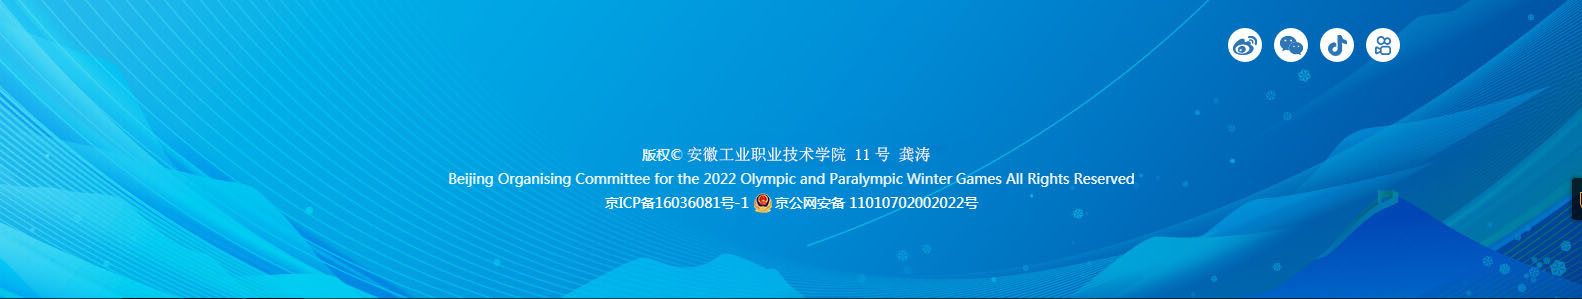 版权© 安徽工业职业技术学院 11 号 龚涛
Beijing Organising Committee for the 2022 Olympic and Paralympic Winter Games All Rights Reserved
京ICP备16036081号-1 京公网安备 11010702002022号